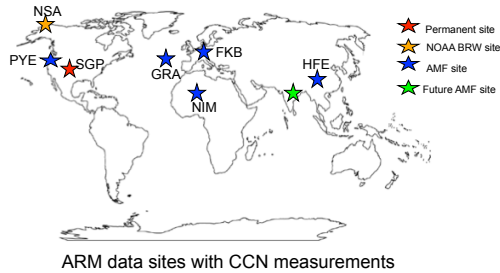 NSA
PYE
SGP
GRA
FKB
NIM
HFE
Permanent site
NOAA BRW site
AMF site
Future AMF site
ARM data sites with CCN measurements